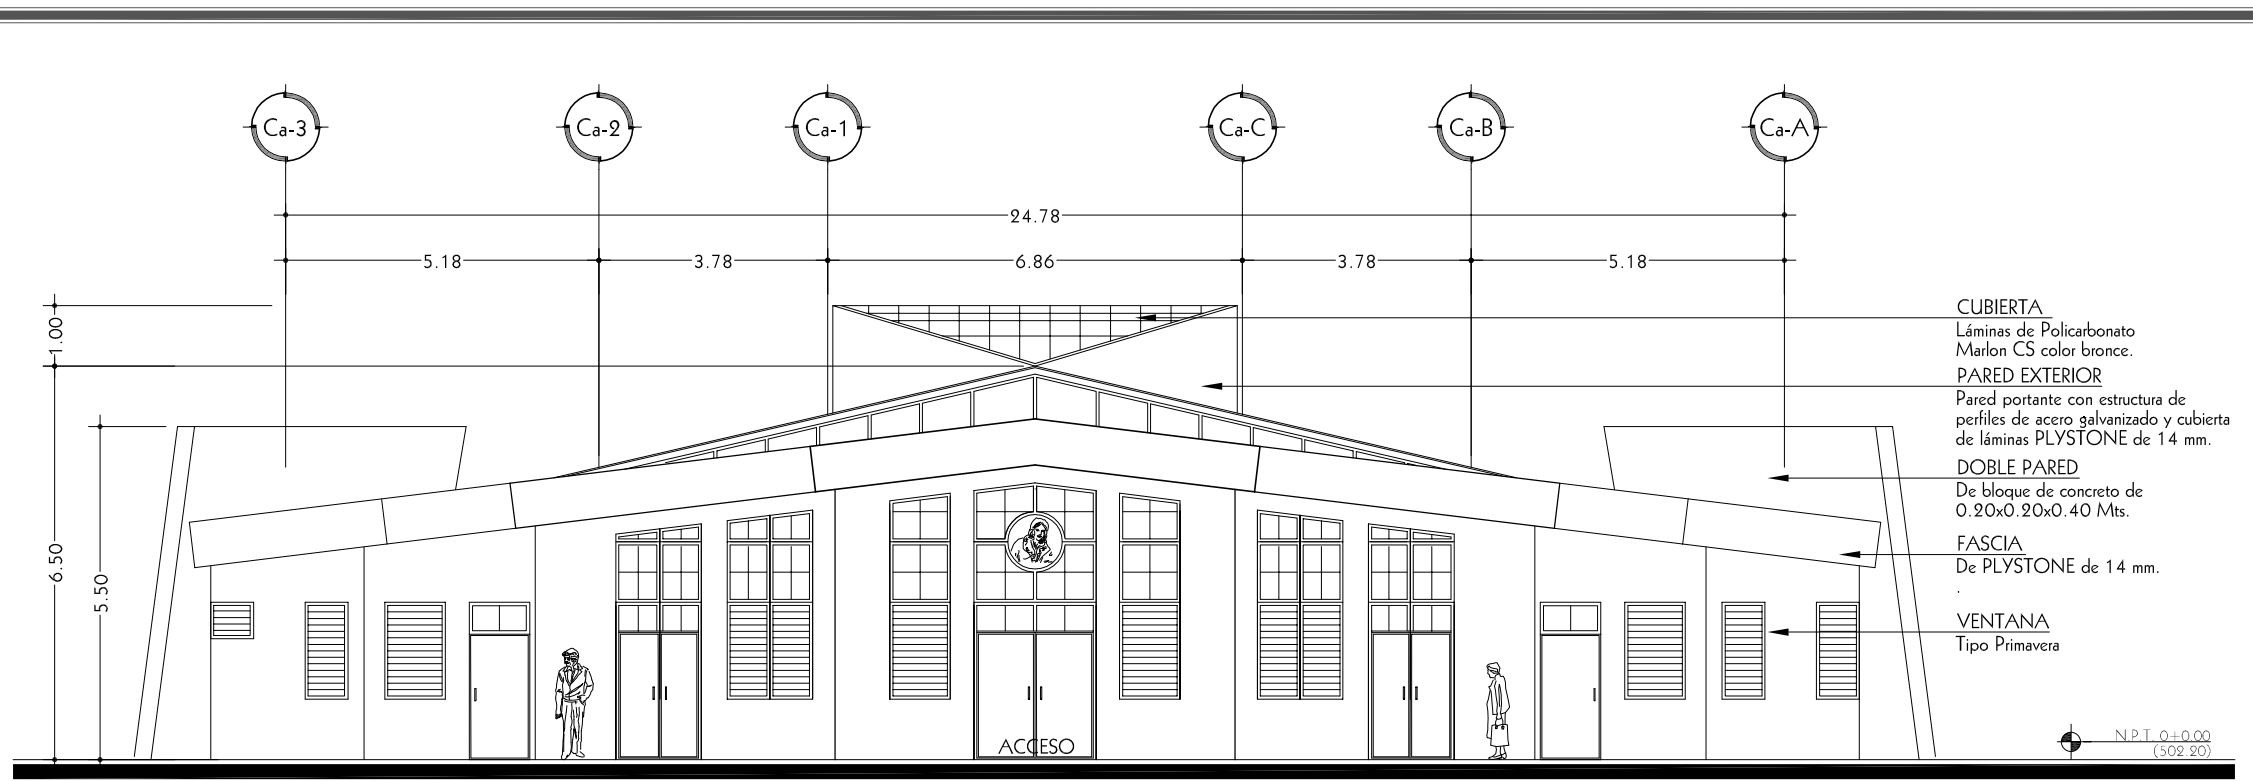 Ca-3 Ca-2 Ca-1 Ca-C Ca-B Ca-A
24.78
5.18 3.78 6.86 3.78 5.18
1.00
6.50
5.50
CUBIERTA
Láminas de Policarbonato
Marlon CS color bronce.
PARED EXTERIOR
Pared portante con estructura de
perfiles de acero galvanizado y cubierta
de láminas PLYSTONE de 14 mm.
DOBLE PARED
De bloque de concreto de
0.20x0.20x0.40 Mts.
FASCIA
De PLYSTONE de 14 mm.
.
VENTANA
Tipo Primavera
ACCESO
N.P.T. 0+0.00
(502.20)